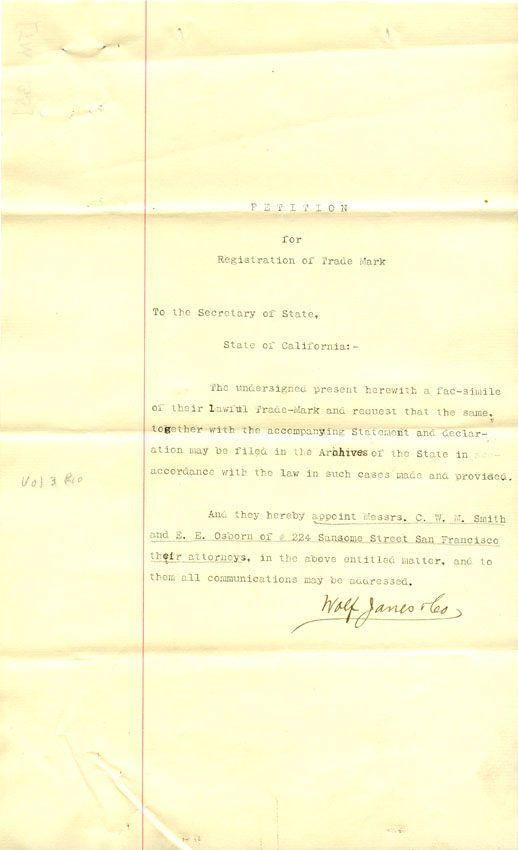 PETITION
for
Registration of Trade Mark
To the Secretary of State,
State of California:-
The undersigned present herewith a fac-simile
of their lawful Trade-Mark and request that the same,
together with the accompanying Statement and declar-
ation may be filed in the Archives of the State in
accordance with the law in such cases made and provided.
Vol 3
And they hereby appoint Messrs. C. W. M. Smith
and E. E. Osborn of # 224 Sansome Street San Francisco
their attorneys, in the above entitled matter, and to
them all communications may be addressed.
Wolf Janes & Co